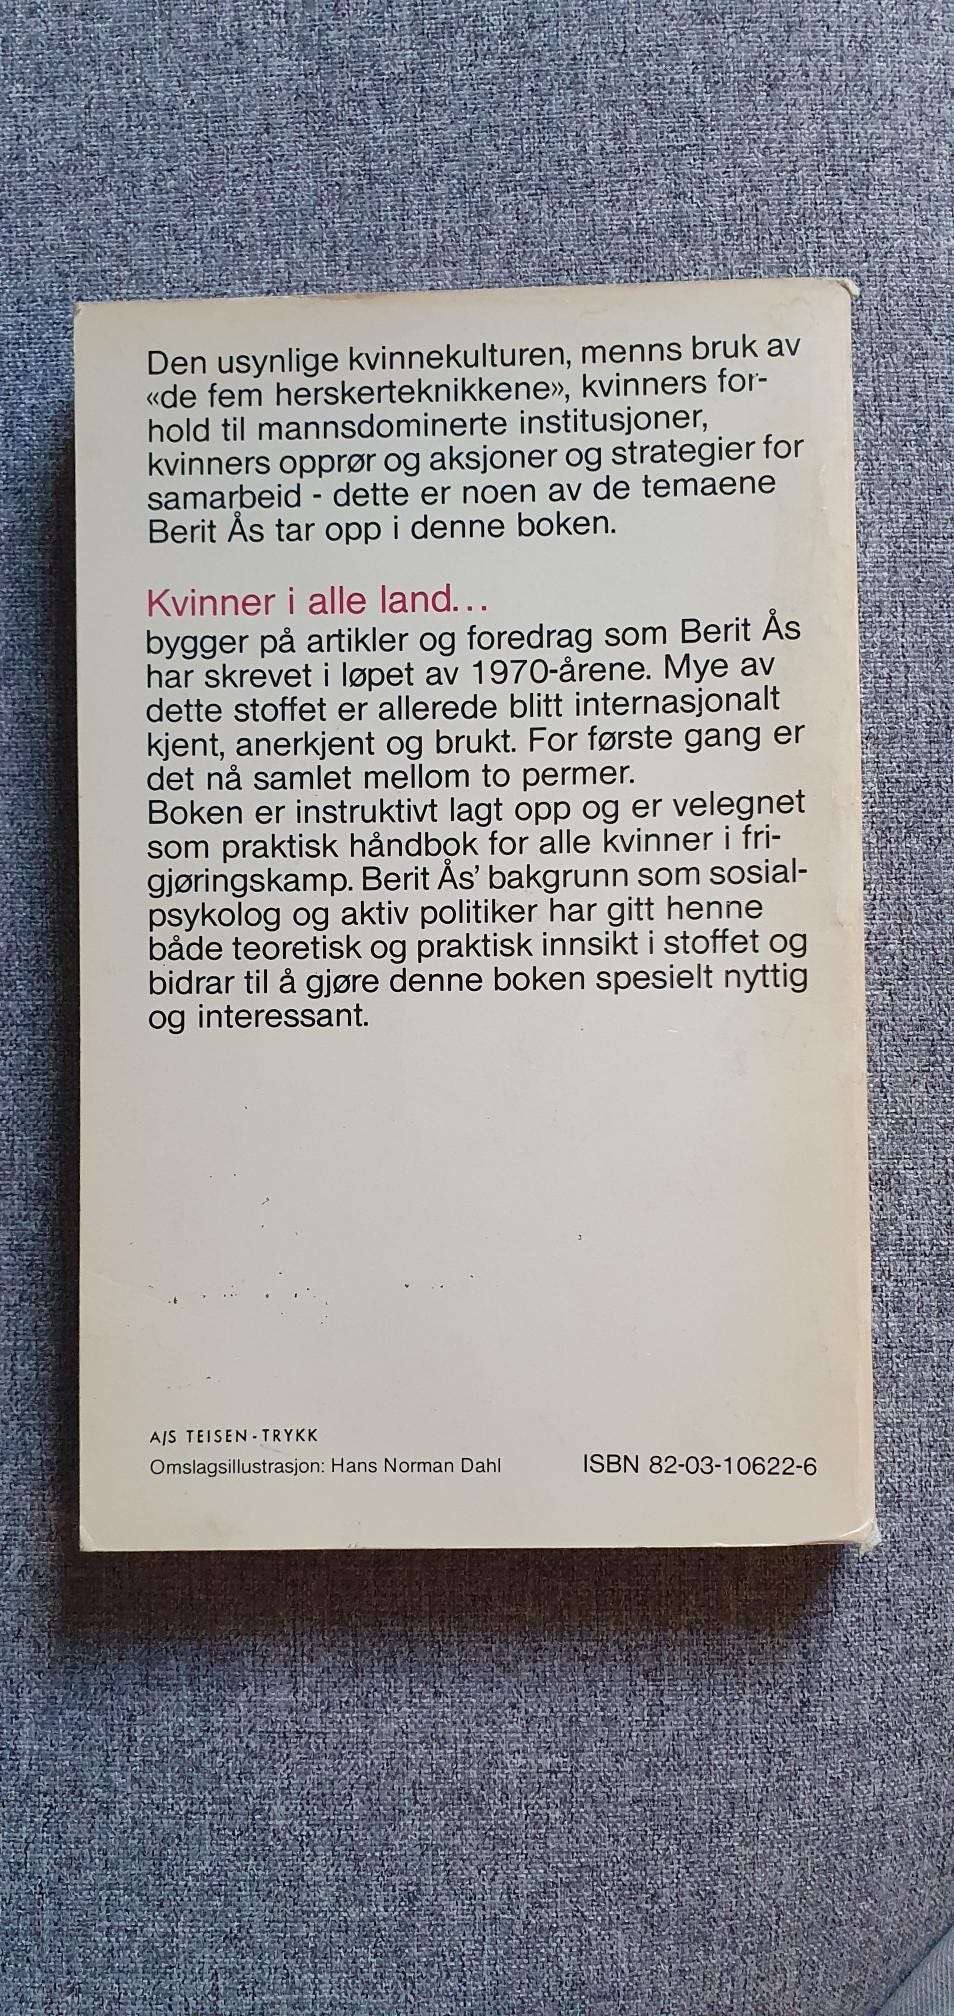 Den usynlige kvinnekulturen, menns bruk av
«de fem herskerteknikkene», kvinners for-
hold til mannsdominerte institusjoner,
kvinners opprør og aksjoner og strategier for
samarbeid - dette er noen av de temaene
Berit Ås tar opp i denne boken.
Kvinner i alle land...
bygger på artikler og foredrag som Berit Ås
har skrevet i løpet av 1970-årene. Mye av
dette stoffet er allerede blitt internasjonalt
kjent, anerkjent og brukt. For første gang er
det nå samlet mellom to permer.
Boken er instruktivt lagt opp og er velegnet
som praktisk håndbok for alle kvinner i fri-
gjøringskamp. Berit Ås' bakgrunn som sosial-
psykolog og aktiv politiker har gitt henne
både teoretisk og praktisk innsikt i stoffet og
bidrar til å gjøre denne boken spesielt nyttig
og interessant.
A/S TEISEN-TRYKK
Omslagsillustrasjon: Hans Norman Dahl ISBN 82-03-10622-6